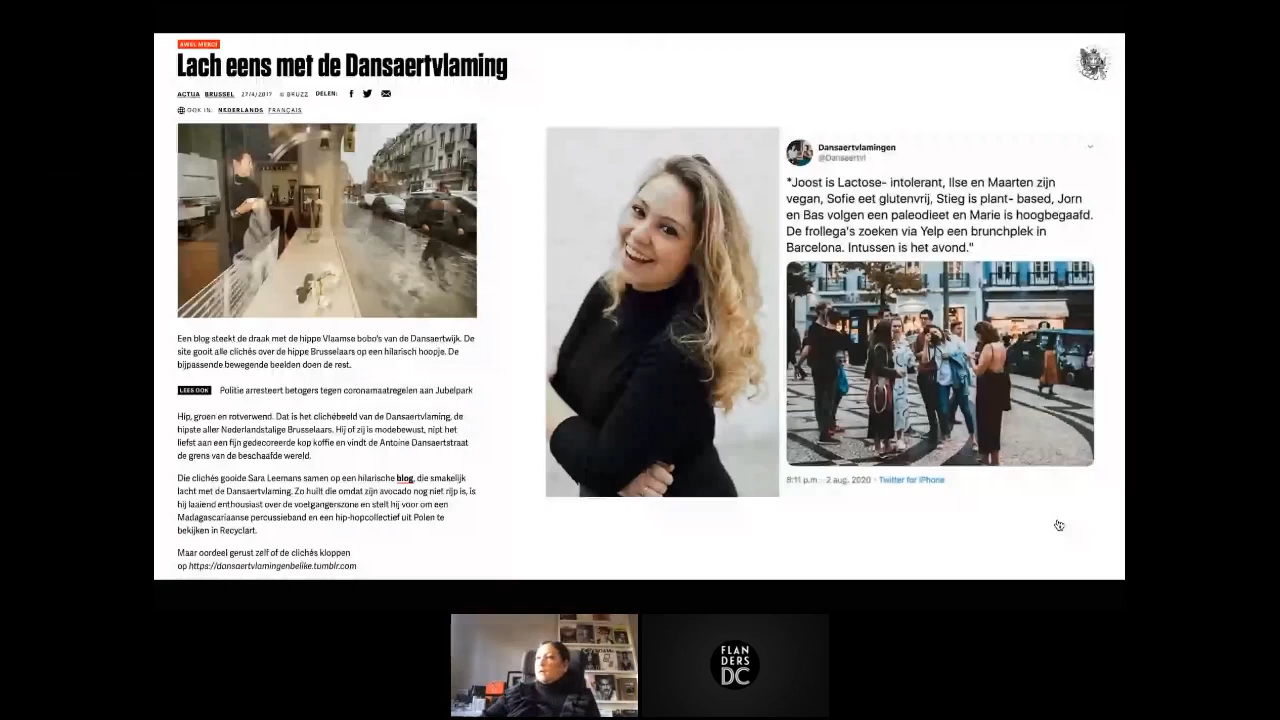 AWEL MERCI
Lach eens met de Dansaertvlaming
ACTUA BRUSSEL 27/4/2017 © BRUZZ DELEN:
OOK IN: NEDERLANDS FRANÇAIS
Een blog steekt de draak met de hippe Vlaamse bobo's van de Dansaertwijk. De
site gooit alle clichés over de hippe Brusselaars op een hilarisch hoopje. De
bijpassende bewegende beelden doen de rest.
LEES OOK Politie arresteert betogers tegen coronamaatregelen aan Jubelpark
Hip, groen en rotverwend. Dat is het clichébeeld van de Dansaertvlaming, de
hipste aller Nederlandstalige Brusselaars. Hij of zij is modebewust, nipt het
liefst aan een fijn gedecoreerde kop koffie en vindt de Antoine Dansaertstraat
de grens van de beschaafde wereld.
Die clichés gooide Sara Leemans samen op een hilarische blog, die smakelijk
lacht met de Dansaertvlaming. Zo huilt die omdat zijn avocado nog niet rijp is, is
hij laaiend enthousiast over de voetgangerszone en stelt hij voor om een
Madagascariaanse percussieband en een hip-hopcollectief uit Polen te
bekijken in Recyclart.
Maar oordeel gerust zelf of de clichés kloppen
op https://dansaertvlamingenbelike.tumblr.com
Dansaertvlamingen
@Dansaertvl
"Joost is Lactose- intolerant, Ilse en Maarten zijn
vegan, Sofie eet glutenvrij, Stieg is plant- based, Jorn
en Bas volgen een paleodieet en Marie is hoogbegaafd.
De frollega's zoeken via Yelp een brunchplek in
Barcelona. Intussen is het avond."
8:11 p.m. · 2 aug. 2020 · Twitter for iPhone
FLAN
DERS
DC